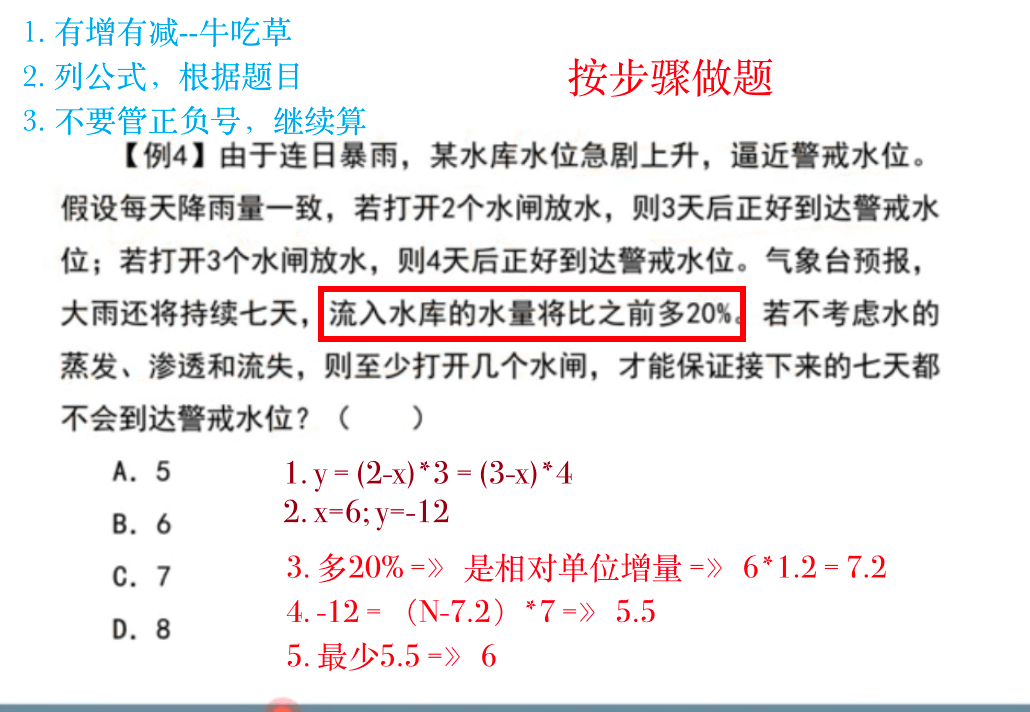 1. 有增有减--牛吃草
2. 列公式，根据题目
3. 不要管正负号，继续算
按步骤做题
【例4】由于连日暴雨，某水库水位急剧上升，逼近警戒水位。
假设每天降雨量一致，若打开2个水闸放水，则3天后正好到达警戒水
位；若打开3个水闸放水，则4天后正好到达警戒水位。气象台预报，
大雨还将持续七天，流入水库的水量将比之前多20%。若不考虑水的
蒸发、渗透和流失，则至少打开几个水闸，才能保证接下来的七天都
不会到达警戒水位？（　　）
A. 5
B. 6
C. 7
D. 8
1. y = (2-x)*3 = (3-x)*4
2. x=6; y=-12
3. 多20% =》 是相对单位增量 =》 6*1.2 = 7.2
4. -12 = （N-7.2）*7 =》 5.5
5. 最少5.5 =》 6